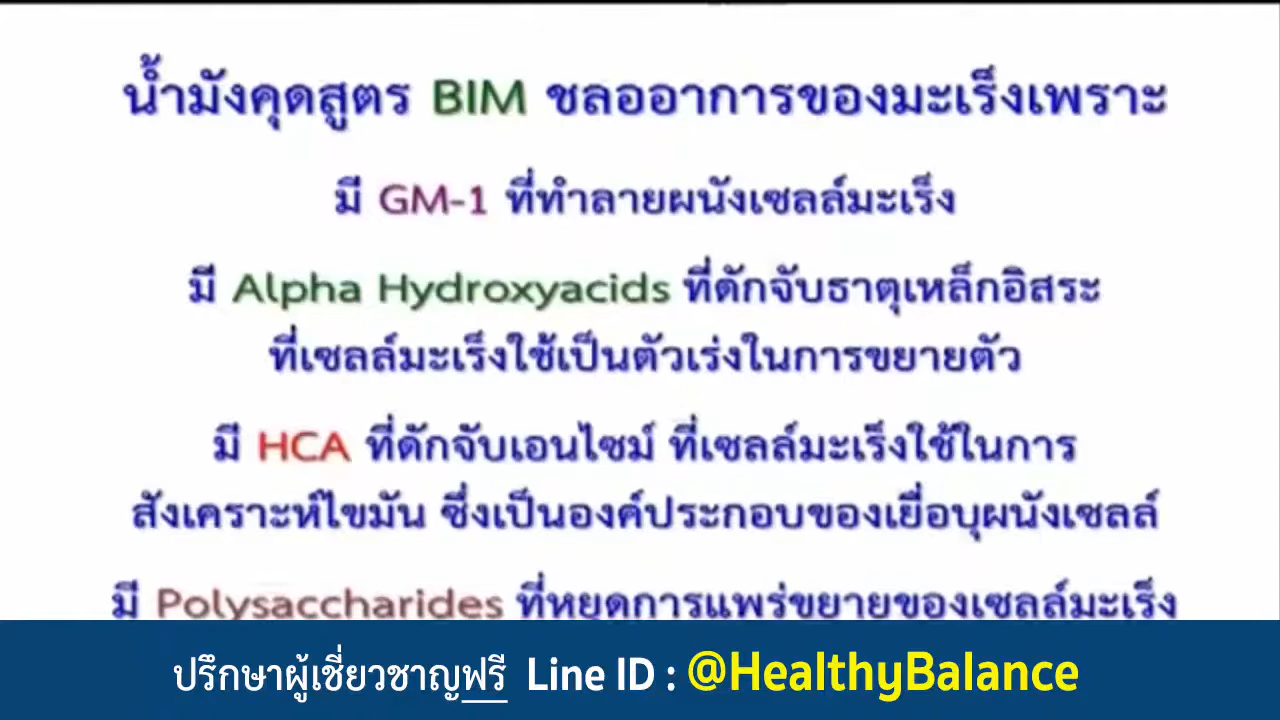 น้ำมังคุดสูตร BIM ชลออาการของมะเร็งเพราะ
มี GM-1 ที่ทำลายผนังเซลล์มะเร็ง
มี Alpha Hydroxyacids ที่ดักจับธาตุเหล็กอิสระ
ที่เซลล์มะเร็งใช้เป็นตัวเร่งในการขยายตัว
มี HCA ที่ดักจับเอนไซม์ ที่เซลล์มะเร็งใช้ในการ
สังเคราะห์ไขมัน ซึ่งเป็นองค์ประกอบของเยื่อบุผนังเซลล์
มี Polysaccharides ที่หยุดการแพร่ขยายของเซลล์มะเร็ง
ปรึกษาผู้เชี่ยวชาญฟรี Line ID : @HealthyBalance